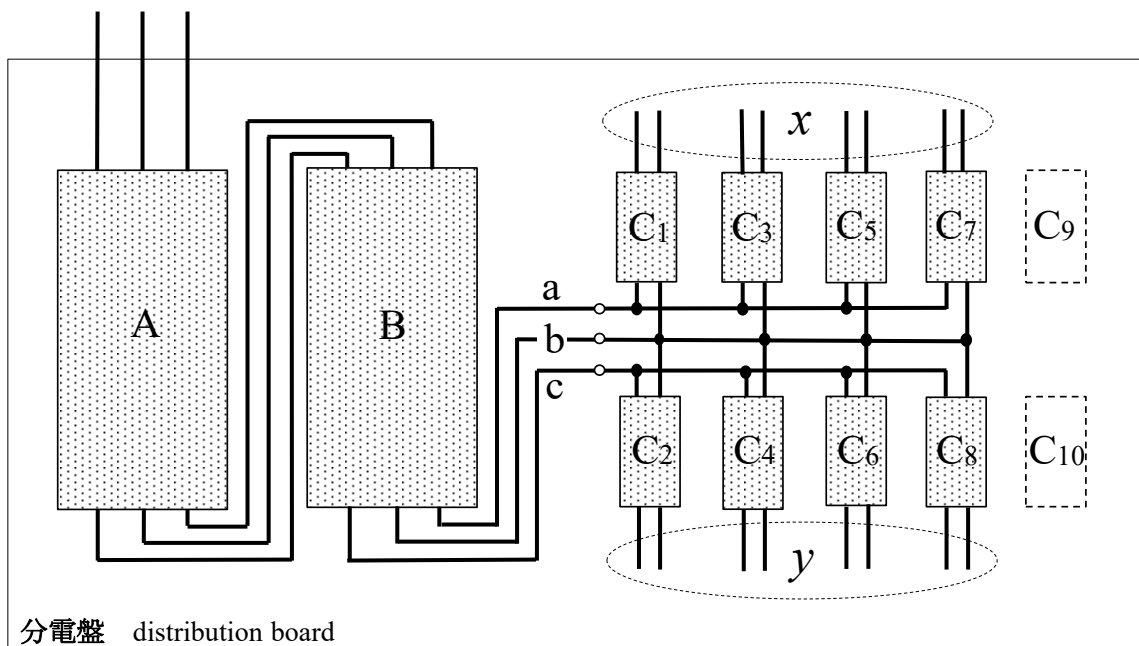 x
C1 C3 C5 C7 C9
A B
a
b
c
C2 C4 C6 C8 C10
y
分電盤 distribution board